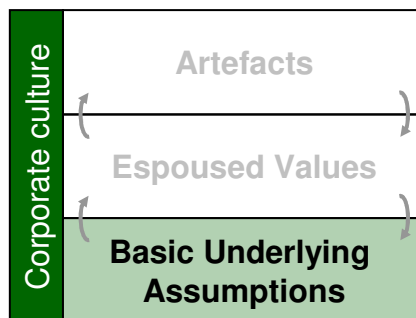 Corporate culture
Artefacts
Espoused Values
Basic Underlying
Assumptions